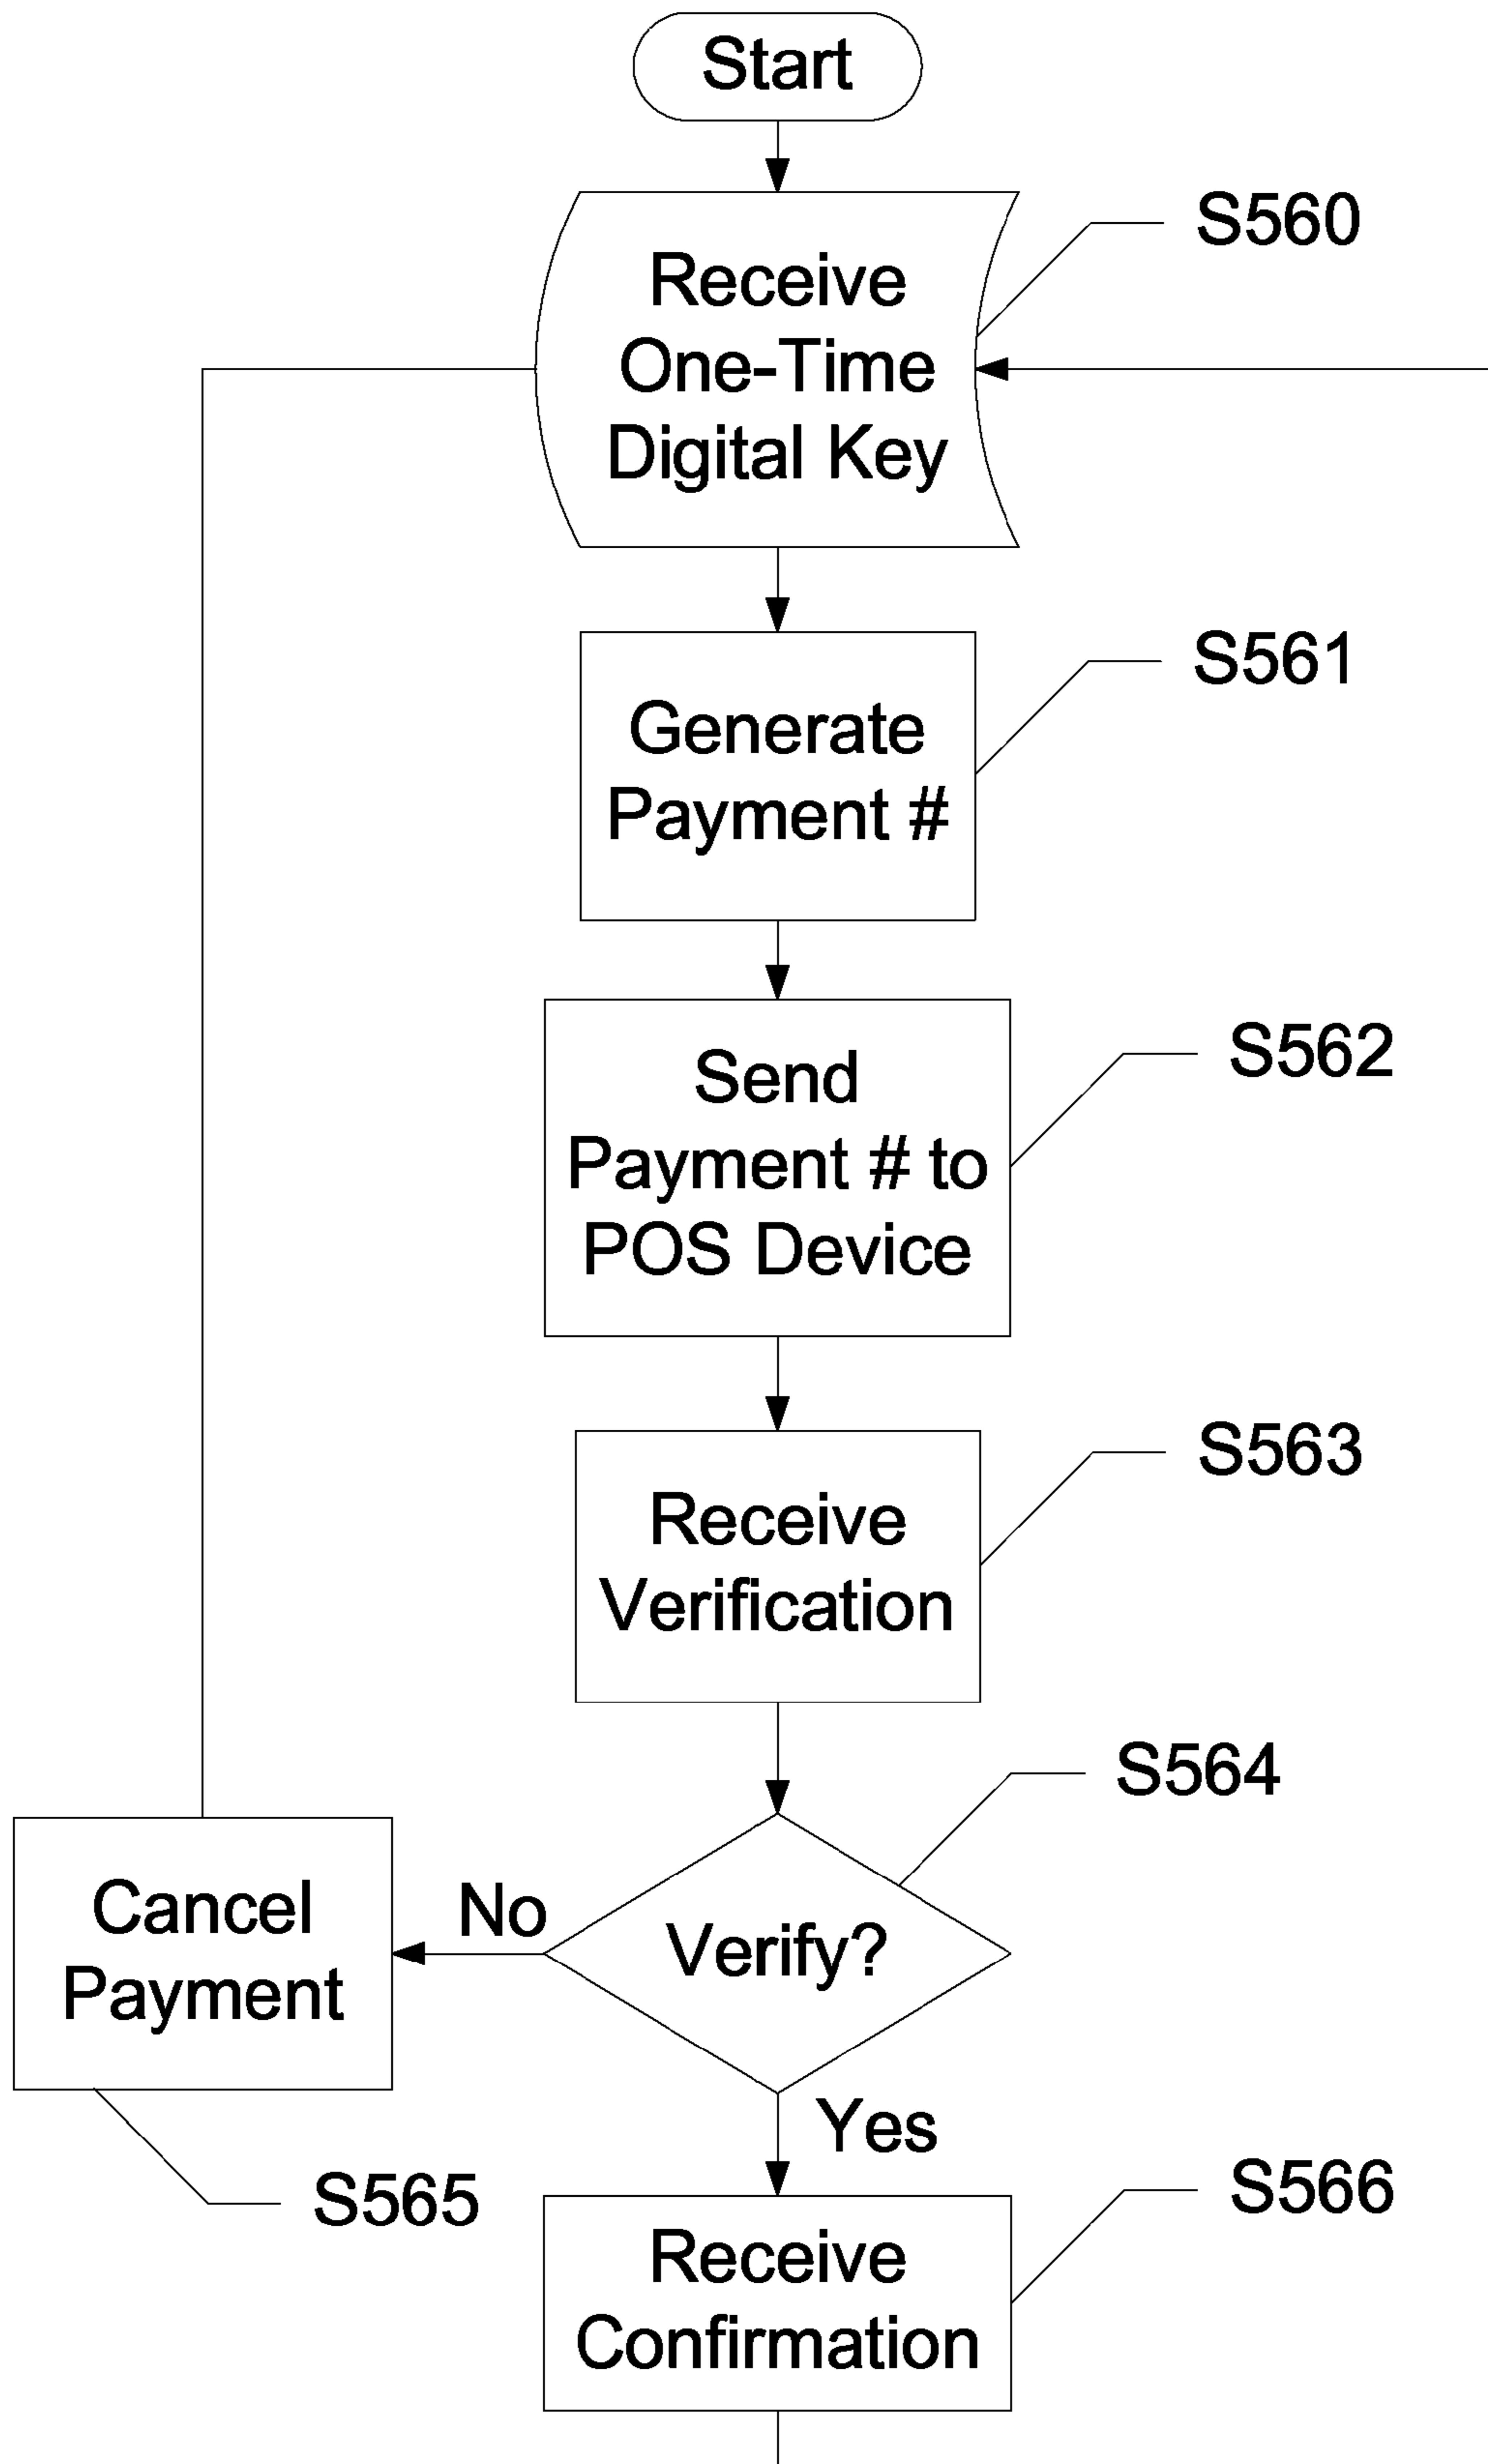 Start
Receive
One-Time
Digital Key
S560
Generate
Payment #
S561
Send
Payment # to
POS Device
S562
Receive
Verification
S563
Verify?
S564
No
Cancel
Payment
S565
Yes
Receive
Confirmation
S566